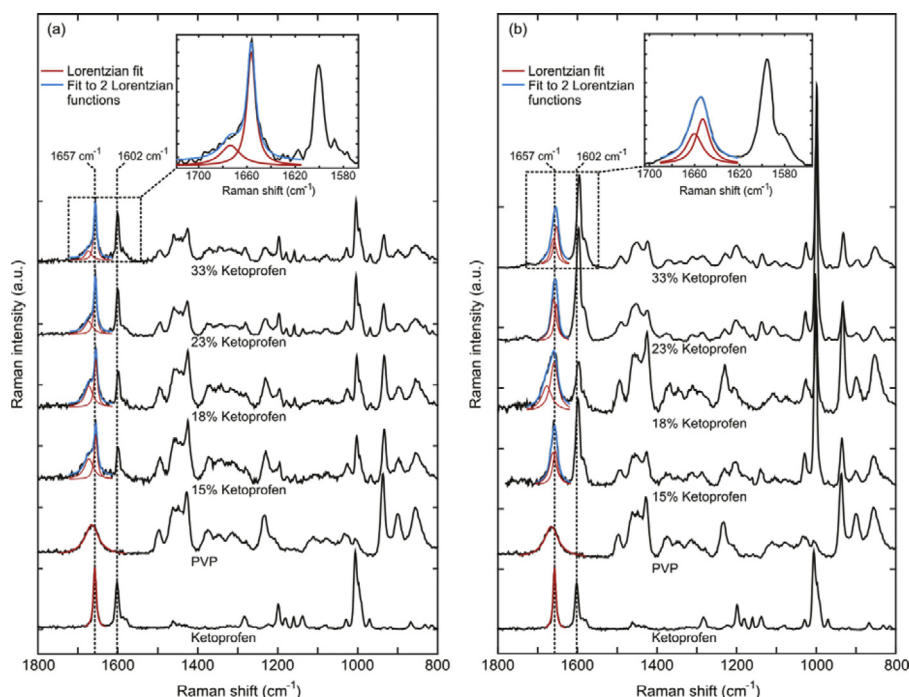 (a)
Lorentzian fit
Fit to 2 Lorentzian
functions
1700 1660 1620 1580
Raman shift (cm⁻¹)
1657 cm⁻¹
1602 cm⁻¹
33% Ketoprofen
23% Ketoprofen
18% Ketoprofen
15% Ketoprofen
PVP
Ketoprofen
Raman intensity (a.u.)
1800 1600 1400 1200 1000 800
Raman shift (cm⁻¹)
(b)
Lorentzian fit
Fit to 2 Lorentzian
functions
1700 1660 1620 1580
Raman shift (cm⁻¹)
1657 cm⁻¹
1602 cm⁻¹
33% Ketoprofen
23% Ketoprofen
18% Ketoprofen
15% Ketoprofen
PVP
Ketoprofen
Raman intensity (a.u.)
1800 1600 1400 1200 1000 800
Raman shift (cm⁻¹)